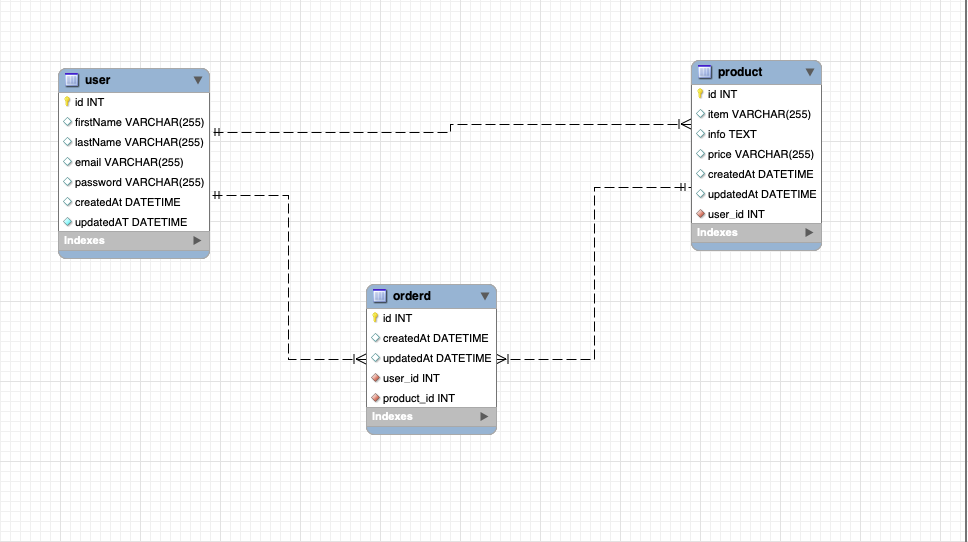 user
id INT
firstName VARCHAR(255)
lastName VARCHAR(255)
email VARCHAR(255)
password VARCHAR(255)
createdAt DATETIME
updatedAT DATETIME
Indexes
product
id INT
item VARCHAR(255)
info TEXT
price VARCHAR(255)
createdAt DATETIME
updatedAt DATETIME
user_id INT
Indexes
orderd
id INT
createdAt DATETIME
updatedAt DATETIME
user_id INT
product_id INT
Indexes